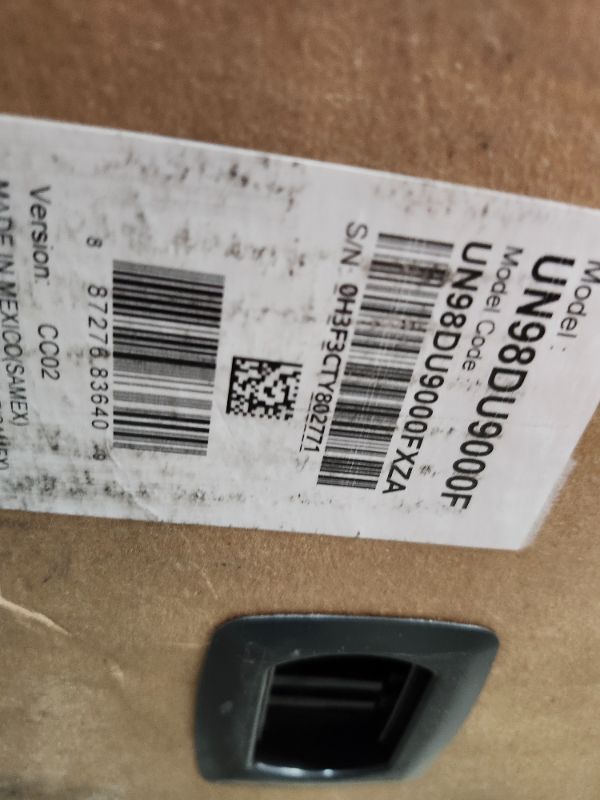 Model :
UN98DU9000F
Model Code :
UN98DU9000FXZA
S/N: 0H3F3CTY802771
8 87276 83640
Version: CC02
MADE IN MEXICO(SAMEX)